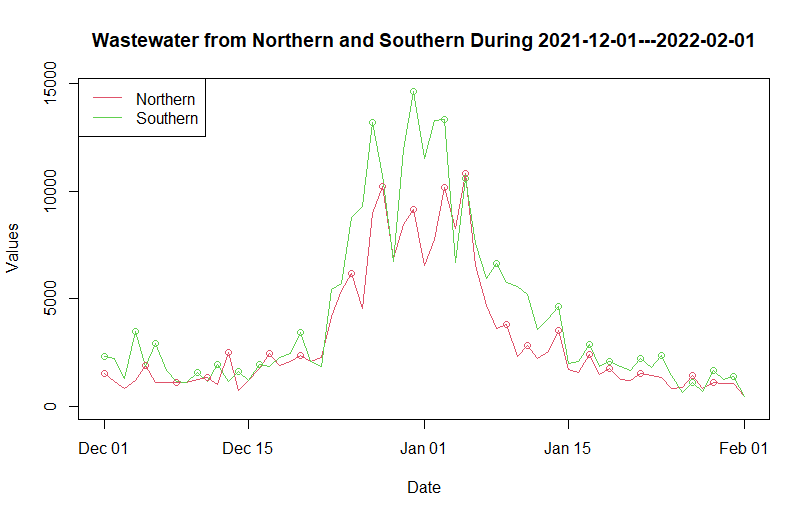 Wastewater from Northern and Southern During 2021-12-01---2022-02-01
Northern
Southern
Values
15000
10000
5000
0
Dec 01
Dec 15
Jan 01
Jan 15
Feb 01
Date